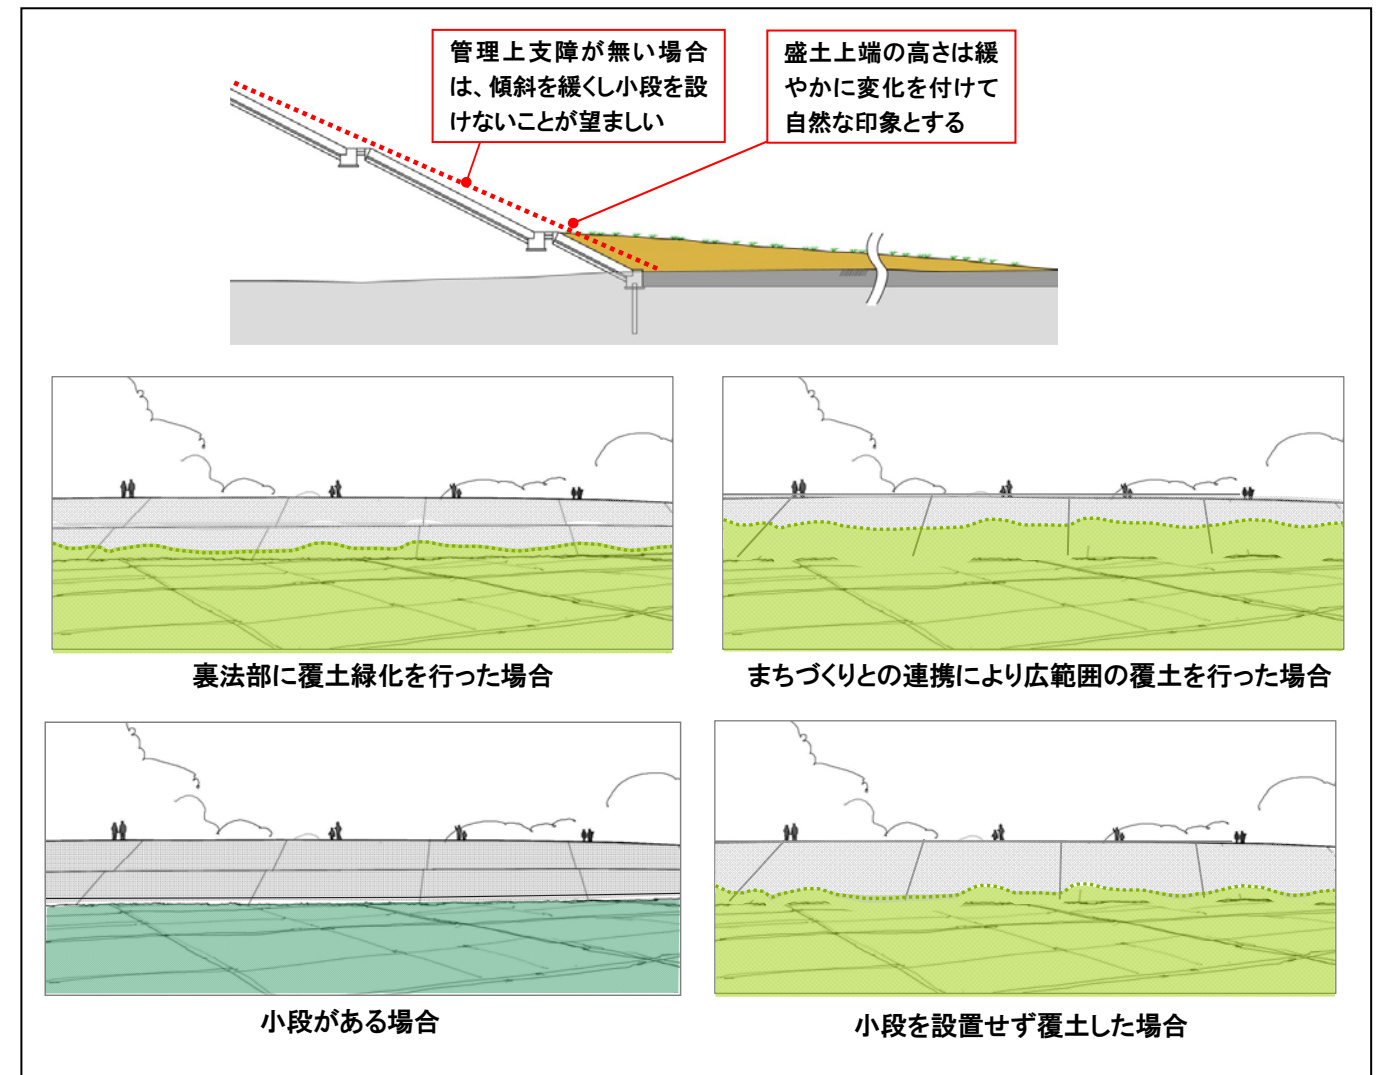 管理上支障が無い場合
は、傾斜を緩くし小段を設
けないことが望ましい
盛土上端の高さは緩
やかに変化を付けて
自然な印象とする
裏法部に覆土緑化を行った場合
まちづくりとの連携により広範囲の覆土を行った場合
小段がある場合
小段を設置せず覆土した場合